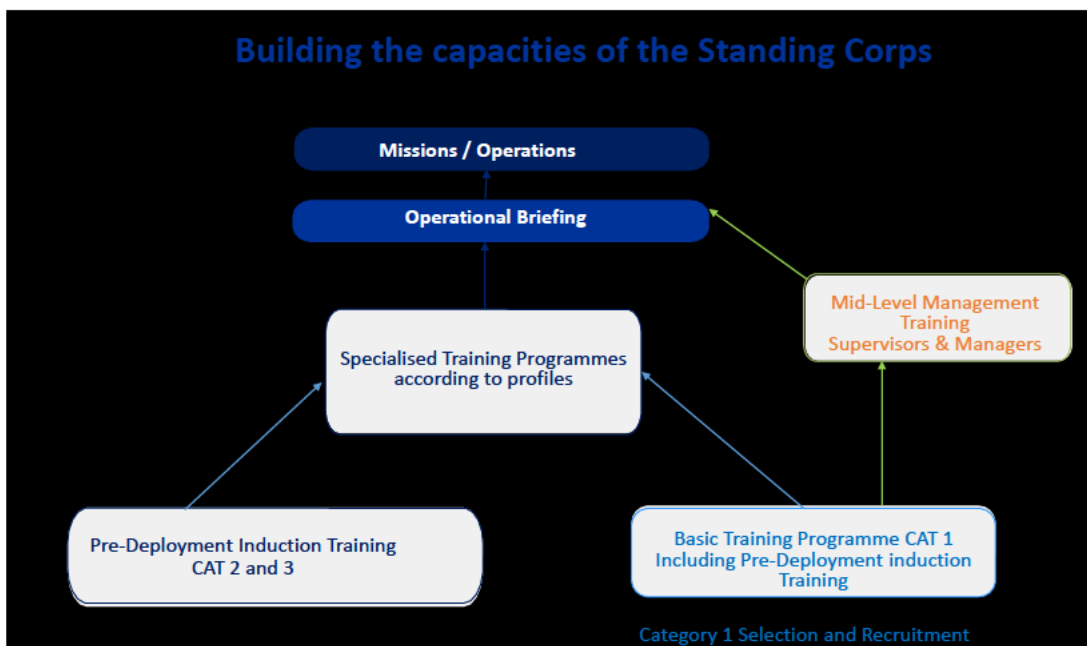 Building the capacities of the Standing Corps
Missions / Operations
Operational Briefing
Mid-Level Management
Training
Supervisors & Managers
Specialised Training Programmes
according to profiles
Pre-Deployment Induction Training
CAT 2 and 3
Basic Training Programme CAT 1
Including Pre-Deployment induction
Training
Category 1 Selection and Recruitment